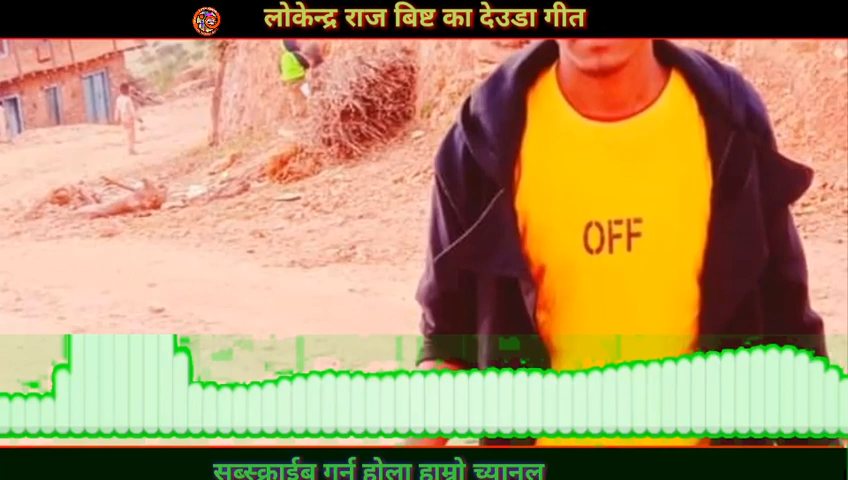 लोकेन्द्र राज बिष्ट का देउडा गीत
OFF
सब्स्क्राईब गर्नु होला हाम्रो च्यानल